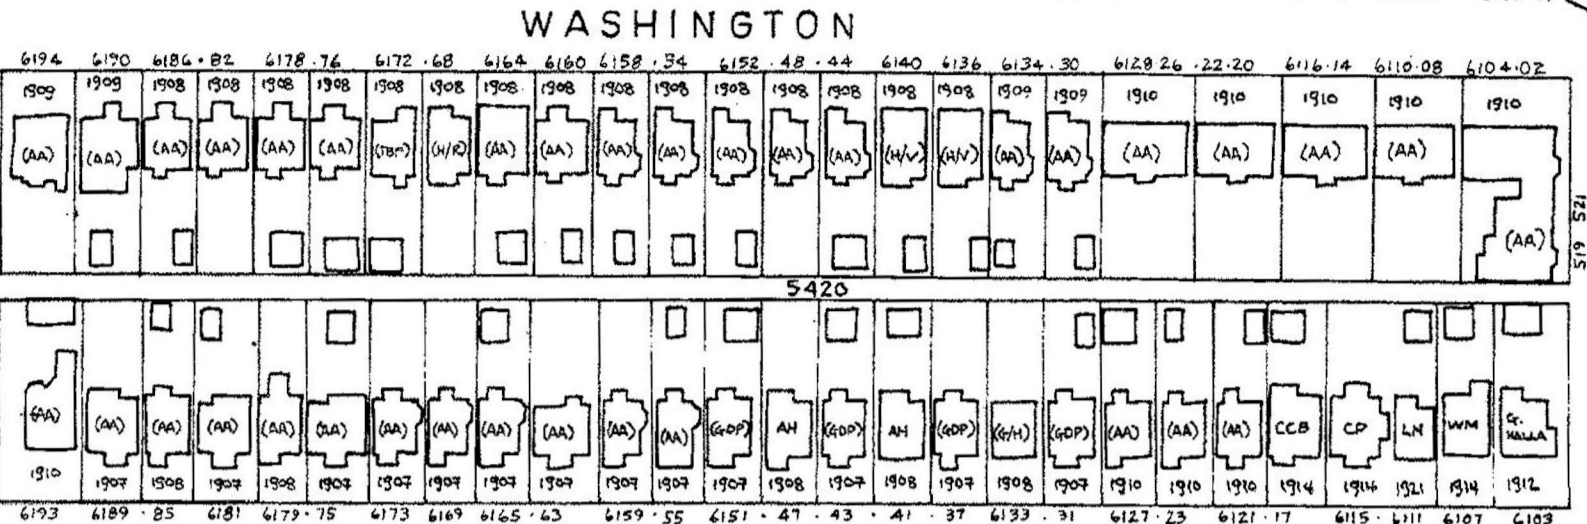 WASHINGTON
6194 6190 6186 · 82 6178 · 76 6172 · 68 6164 6160 6158 · 54 6152 · 48 · 44 6140 6136 6134 · 30 6128·26 · 22·20 6116·14 6110·08 6104·02
1909 1909 1908 1908 1908 1908 1908 1908 1908 1908 1908 1908 1908 1908 1908 1908 1908 1909 1909 1910 1910 1910 1910 1910
(AA) (AA) (AA) (AA) (AA) (AA) (TBF) (H/R) (AA) (AA) (AA) (AA) (AA) (AA) (AA) (H/V) (H/V) (AA) (AA) (AA) (AA) (AA) (AA)
(AA)
519 521
5420
(AA) (AA) (AA) (AA) (AA) (AA) (AA) (AA) (AA) (AA) (AA) (AA) (GDP) AH (GDP) AH (GDP) (G/H) (GDP) (AA) (AA) (AA) CCB CP LN WM G.
HALLA
1910 1907 1908 1907 1908 1907 1907 1907 1907 1907 1907 1907 1907 1908 1907 1908 1907 1908 1907 1910 1910 1910 1914 1914 1921 1914 1912
6193 6189 · 85 6181 6179 · 75 6173 6169 6165 · 63 6159 · 55 6151 · 47 · 43 · 41 · 37 6133 · 31 6127 · 23 6121 · 17 6115 · 6111 6107 6103